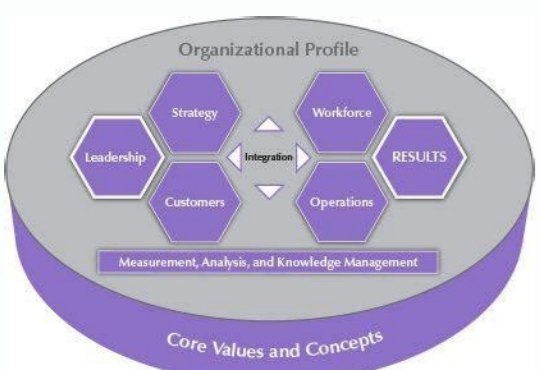 Organizational Profile
Strategy
Workforce
Leadership
Integration
RESULTS
Customers
Operations
Measurement, Analysis, and Knowledge Management
Core Values and Concepts